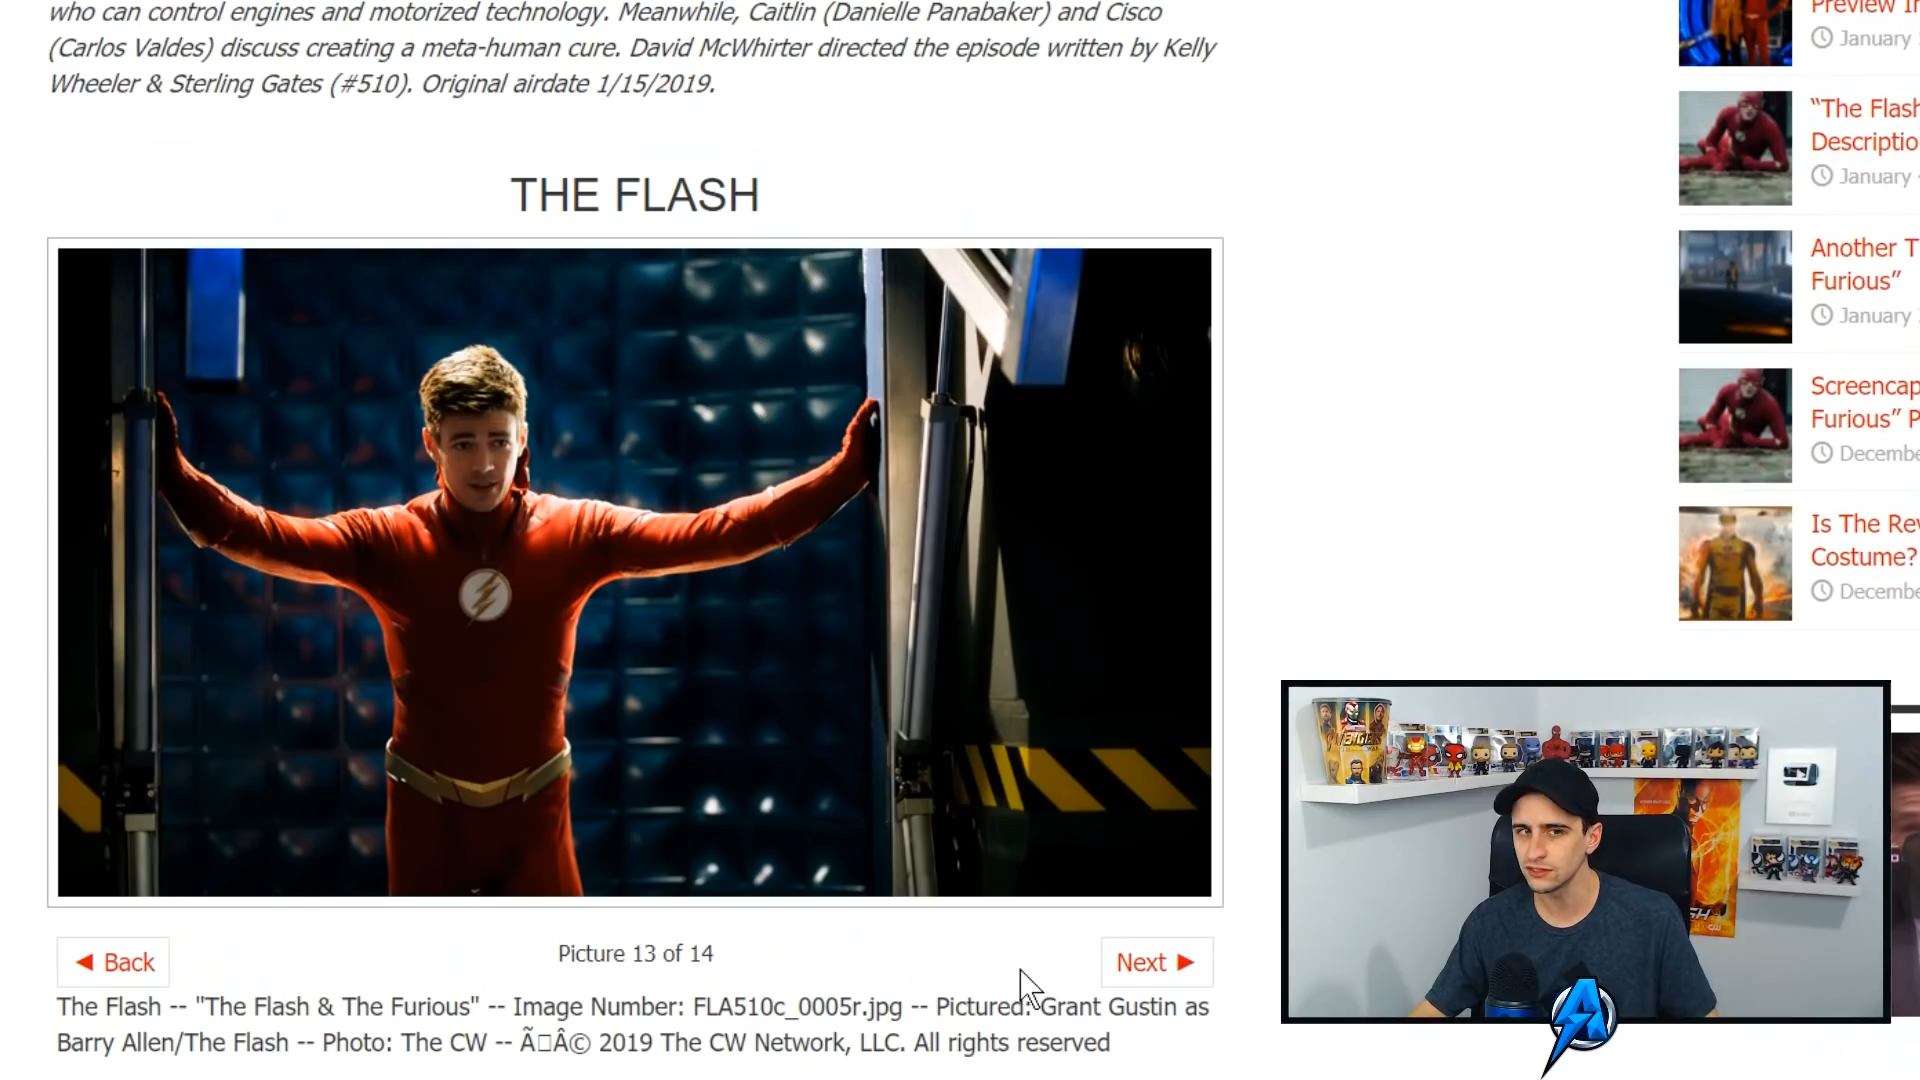 who can control engines and motorized technology. Meanwhile, Caitlin (Danielle Panabaker) and Cisco
(Carlos Valdes) discuss creating a meta-human cure. David McWhirter directed the episode written by Kelly
Wheeler & Sterling Gates (#510). Original airdate 1/15/2019.
THE FLASH
Picture 13 of 14
◄ Back
Next ►
The Flash -- "The Flash & The Furious" -- Image Number: FLA510c_0005r.jpg -- Pictured: Grant Gustin as
Barry Allen/The Flash -- Photo: The CW -- Ã□Â© 2019 The CW Network, LLC. All rights reserved
Preview
January
"The Flash
Descriptio
January
Another T
Furious"
January
Screencap
Furious" P
Decembe
Is The Rev
Costume?
Decembe
AVENGERS
CW